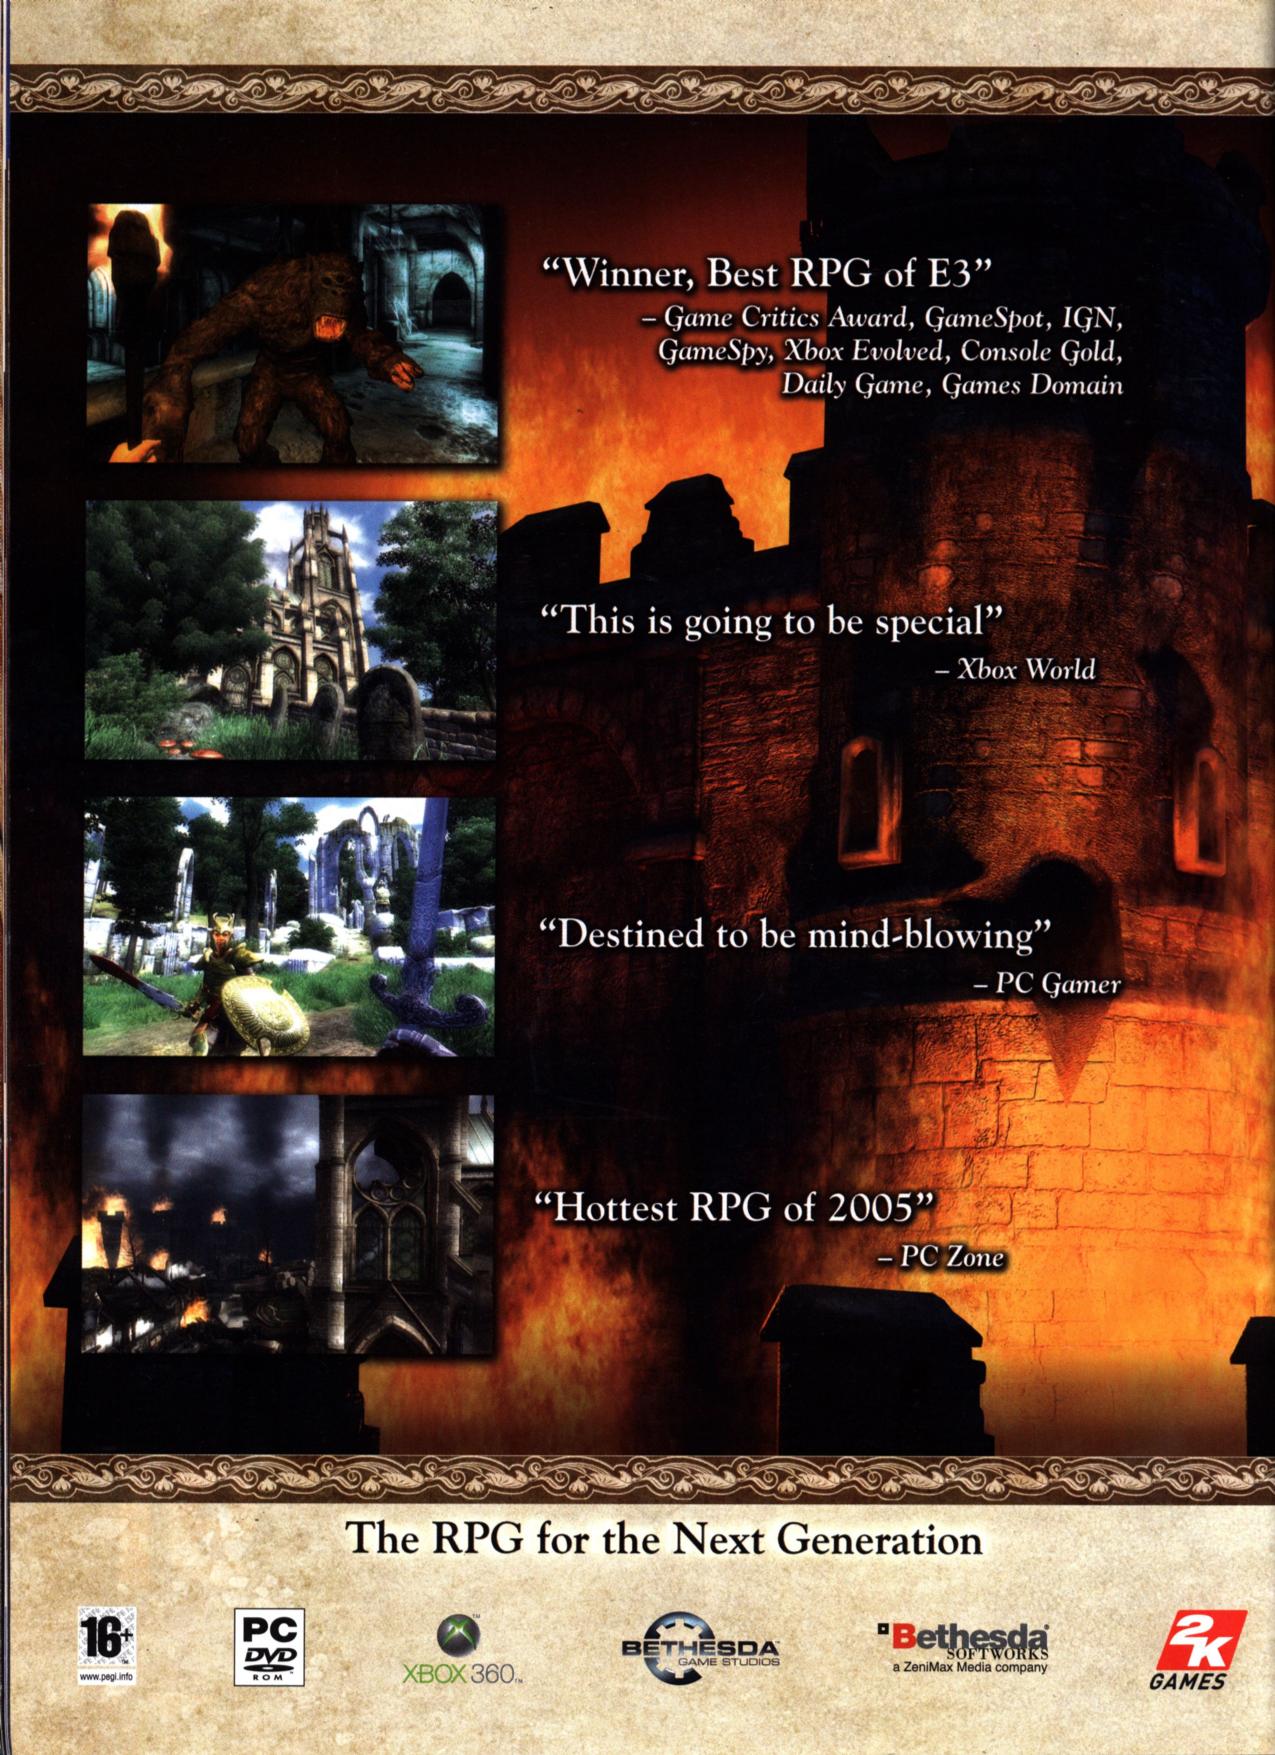 “Winner, Best RPG of E3”
– Game Critics Award, GameSpot, IGN,
GameSpy, Xbox Evolved, Console Gold,
Daily Game, Games Domain
“This is going to be special”
– Xbox World
“Destined to be mind-blowing”
– PC Gamer
“Hottest RPG of 2005”
– PC Zone
The RPG for the Next Generation
16+
www.pegi.info
PC
DVD
ROM
XBOX 360™
BETHESDA™
GAME STUDIOS
Bethesda®
SOFTWORKS
a ZeniMax Media company
2K
GAMES